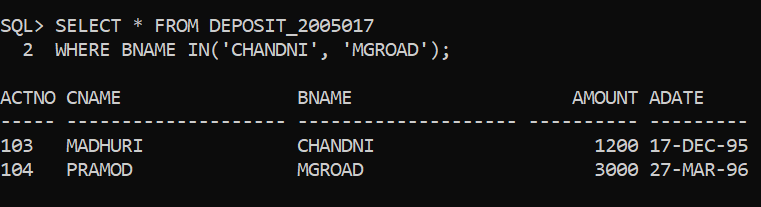 SQL> SELECT * FROM DEPOSIT_2005017
  2  WHERE BNAME IN('CHANDNI', 'MGROAD');
ACTNO CNAME                BNAME                    AMOUNT ADATE
----- -------------------- -------------------- ---------- ---------
103   MADHURI              CHANDNI                    1200 17-DEC-95
104   PRAMOD               MGROAD                     3000 27-MAR-96